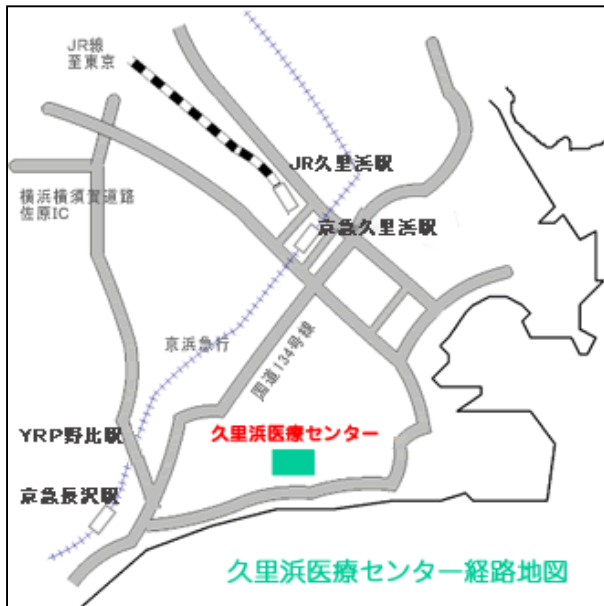 JR線
至東京
JR久里浜駅
横浜横須賀道路
佐原IC
京急久里浜駅
京浜急行
国道134号線
YRP野比駅
久里浜医療センター
京急長沢駅
久里浜医療センター経路地図